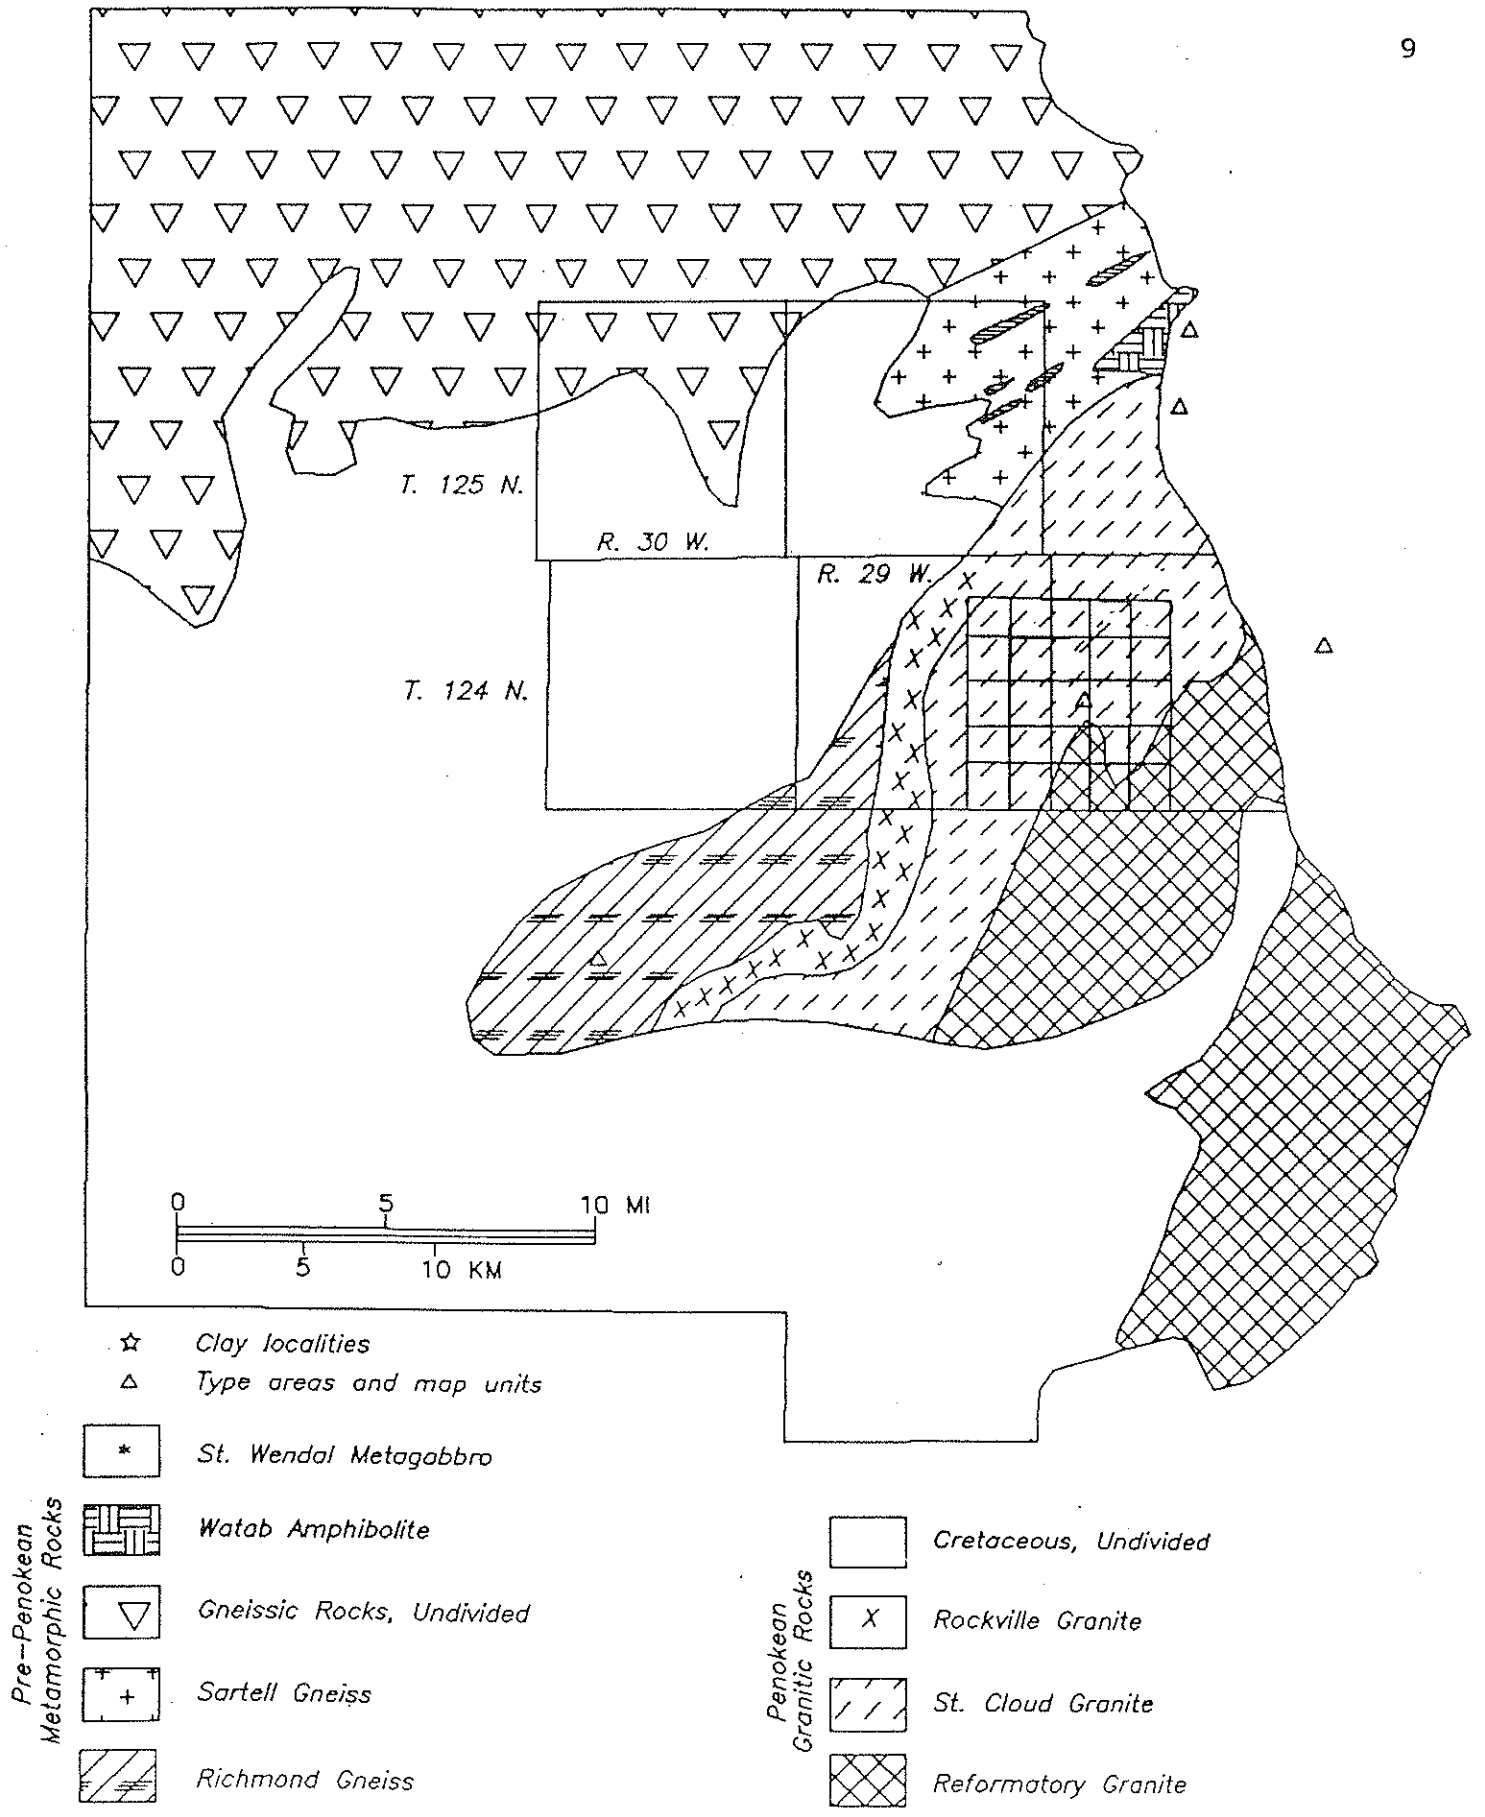 9
T. 125 N.
R. 30 W.
R. 29 W.
T. 124 N.
0 5 10 MI
0 5 10 KM
Clay localities
Type areas and map units
St. Wendal Metagabbro
Watab Amphibolite
Gneissic Rocks, Undivided
Sartell Gneiss
Richmond Gneiss
Pre-Penokean
Metamorphic Rocks
Cretaceous, Undivided
Rockville Granite
St. Cloud Granite
Reformatory Granite
Penokean
Granitic Rocks